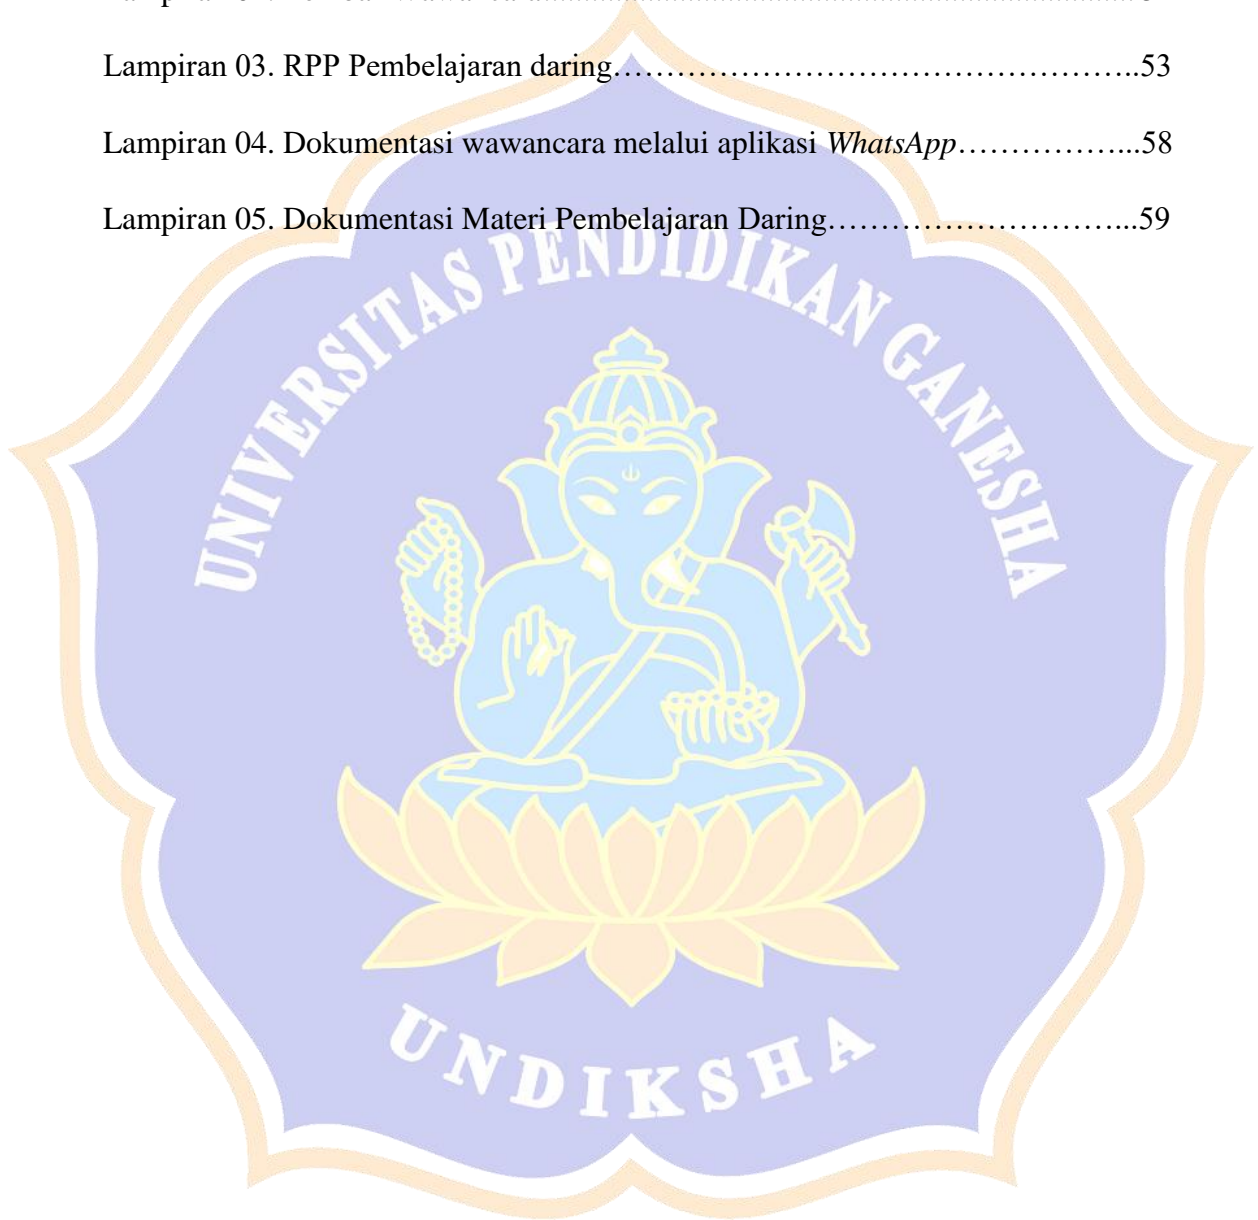 Lampiran 03. RPP Pembelajaran daring…………………………………………..53
Lampiran 04. Dokumentasi wawancara melalui aplikasi WhatsApp……………...58
Lampiran 05. Dokumentasi Materi Pembelajaran Daring………………………...59
UNIVERSITAS PENDIDIKAN GANESHA
UNDIKSHA